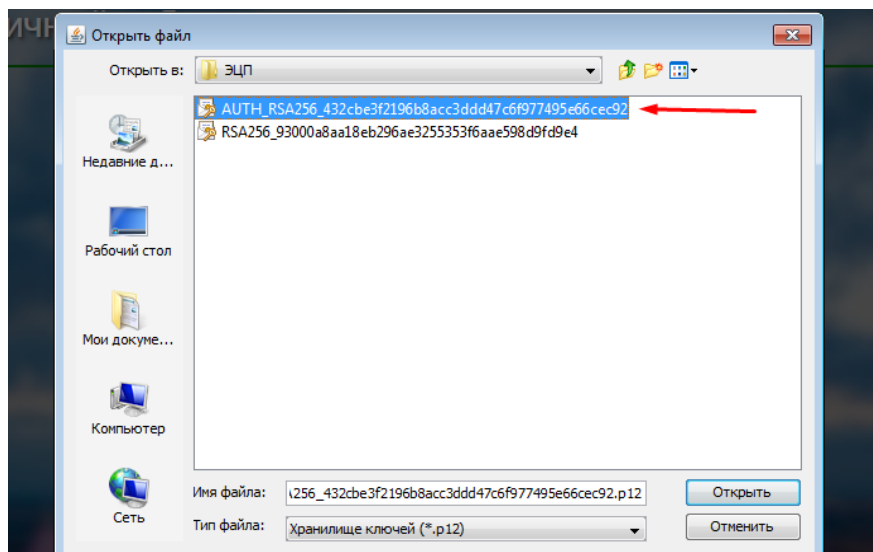 ИЧН
Открыть файл
Открыть в: ЭЦП
AUTH_RSA256_432cbe3f2196b8acc3ddd47c6f977495e66cec92
RSA256_93000a8aa18eb296ae3255353f6aae598d9fd9e4
Недавние д...
Рабочий стол
Мои докуме...
Компьютер
Сеть
Имя файла: \256_432cbe3f2196b8acc3ddd47c6f977495e66cec92.p12 Открыть
Тип файла: Хранилище ключей (*.p12) Отменить